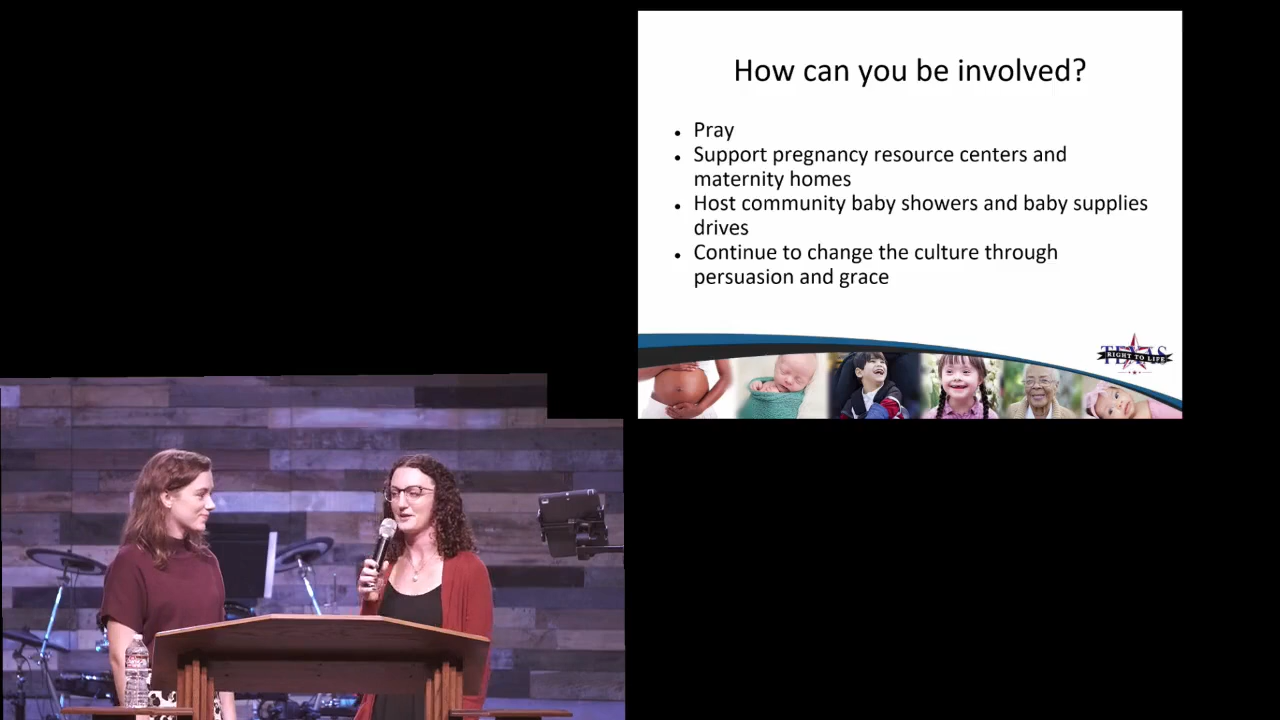 How can you be involved?
• Pray
• Support pregnancy resource centers and
maternity homes
• Host community baby showers and baby supplies
drives
• Continue to change the culture through
persuasion and grace
TEXAS
RIGHT TO LIFE